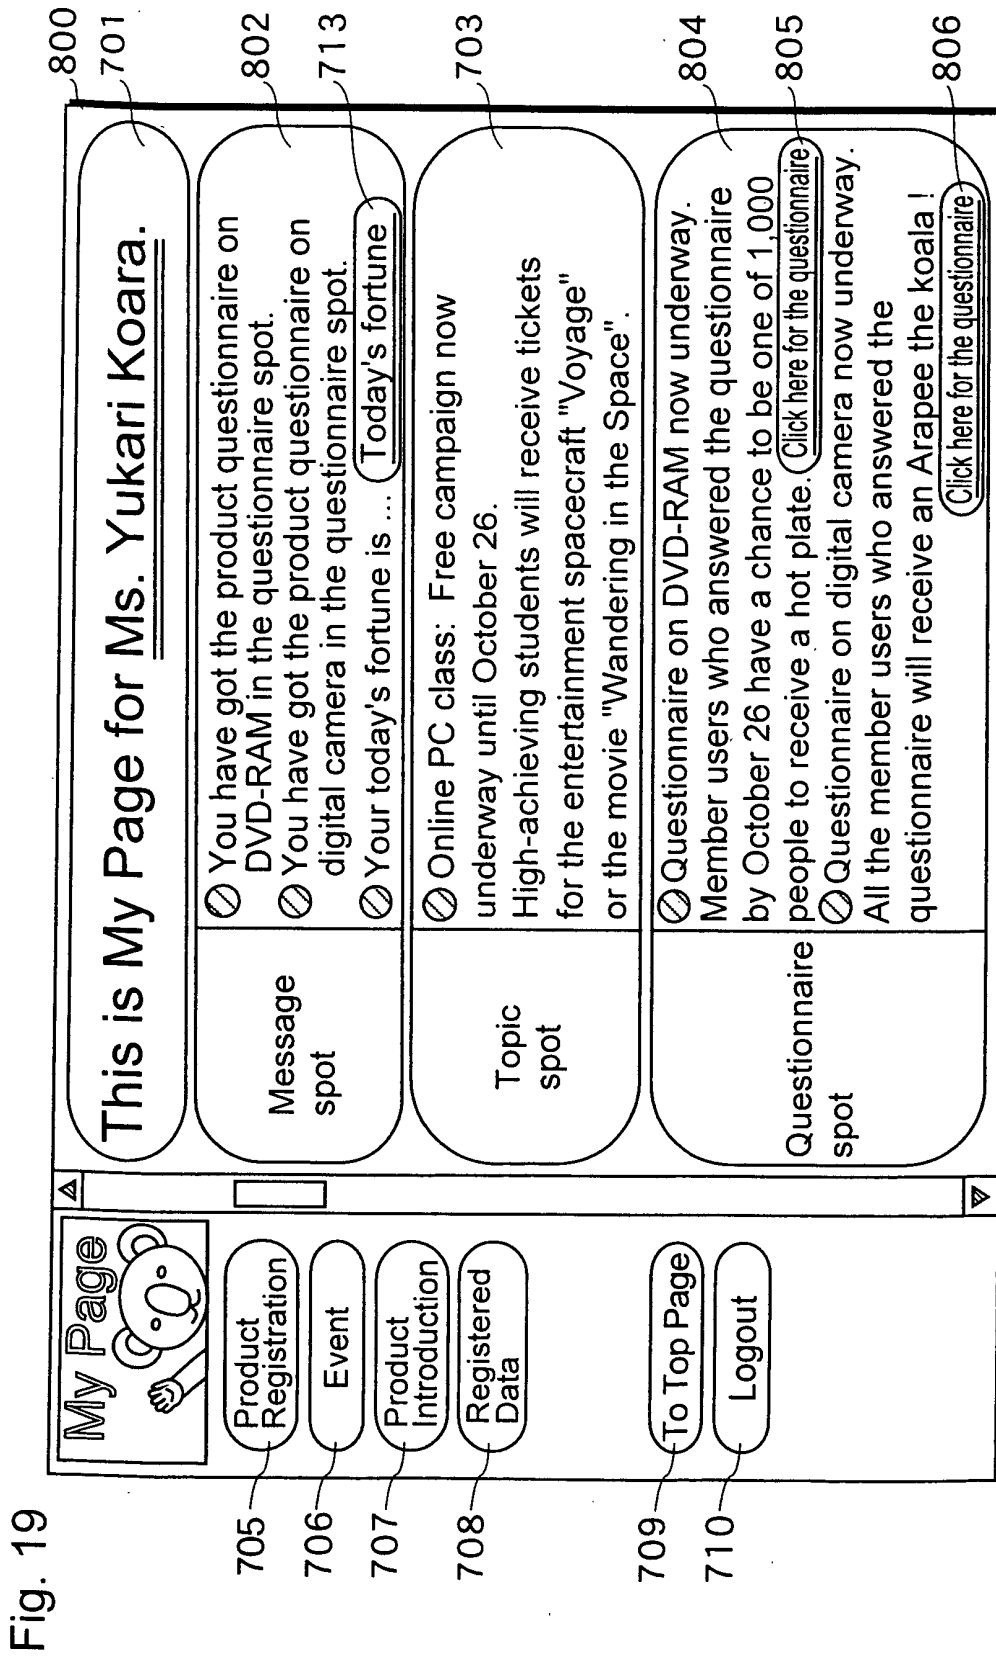 Fig. 19
My Page
705
Product
Registration
706
Event
707
Product
Introduction
708
Registered
Data
709
To Top Page
710
Logout
800
This is My Page for Ms. Yukari Koara.
701
Message
spot
You have got the product questionnaire on
DVD-RAM in the questionnaire spot.
You have got the product questionnaire on
digital camera in the questionnaire spot.
Your today's fortune is ... Today's fortune
802
713
Topic
spot
Online PC class: Free campaign now
underway until October 26.
High-achieving students will receive tickets
for the entertainment spacecraft "Voyage"
or the movie "Wandering in the Space".
703
Questionnaire
spot
Questionnaire on DVD-RAM now underway.
Member users who answered the questionnaire
by October 26 have a chance to be one of 1,000
people to receive a hot plate. Click here for the questionnaire
Questionnaire on digital camera now underway.
All the member users who answered the
questionnaire will receive an Arapee the koala !
Click here for the questionnaire
804
805
806